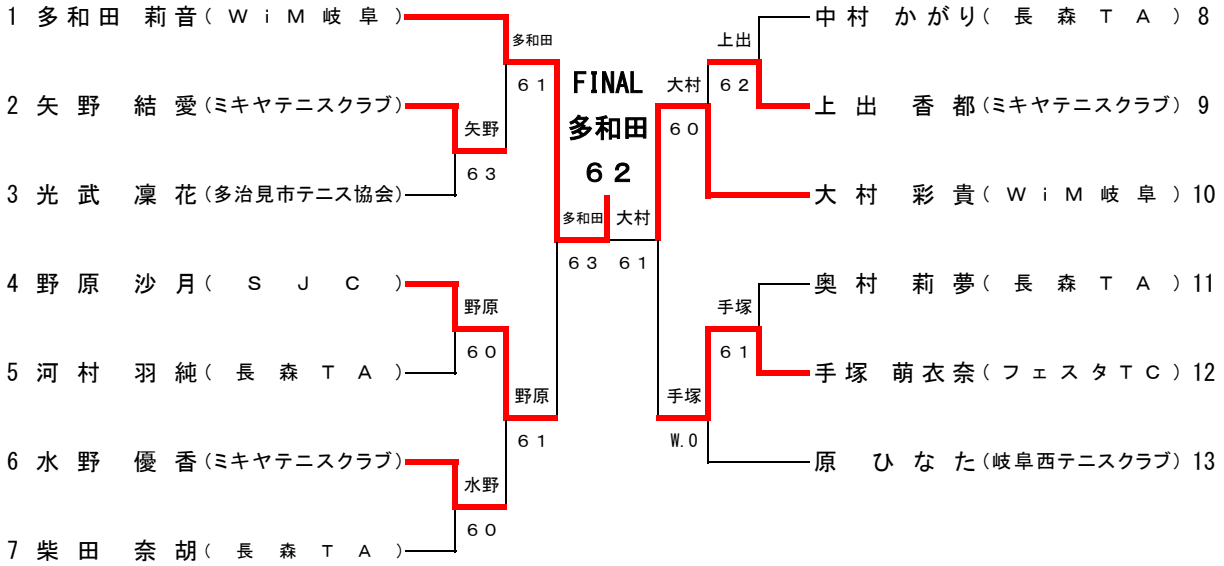 1 多和田 莉音(WiM岐阜)
2 矢野 結愛(ミキヤテニスクラブ)
3 光武 凜花(多治見市テニス協会)
4 野原 沙月(SJC)
5 河村 羽純(長森TA)
6 水野 優香(ミキヤテニスクラブ)
7 柴田 奈胡(長森TA)
矢野
63
野原
60
水野
60
多和田
61
野原
61
多和田
63
FINAL
多和田
62
大村
61
大村
60
手塚
W.O
上出
62
手塚
61
中村 かがり(長森TA) 8
上出 香都(ミキヤテニスクラブ) 9
大村 彩貴(WiM岐阜) 10
奥村 莉夢(長森TA) 11
手塚 萌衣奈(フェスタTC) 12
原 ひなた(岐阜西テニスクラブ) 13